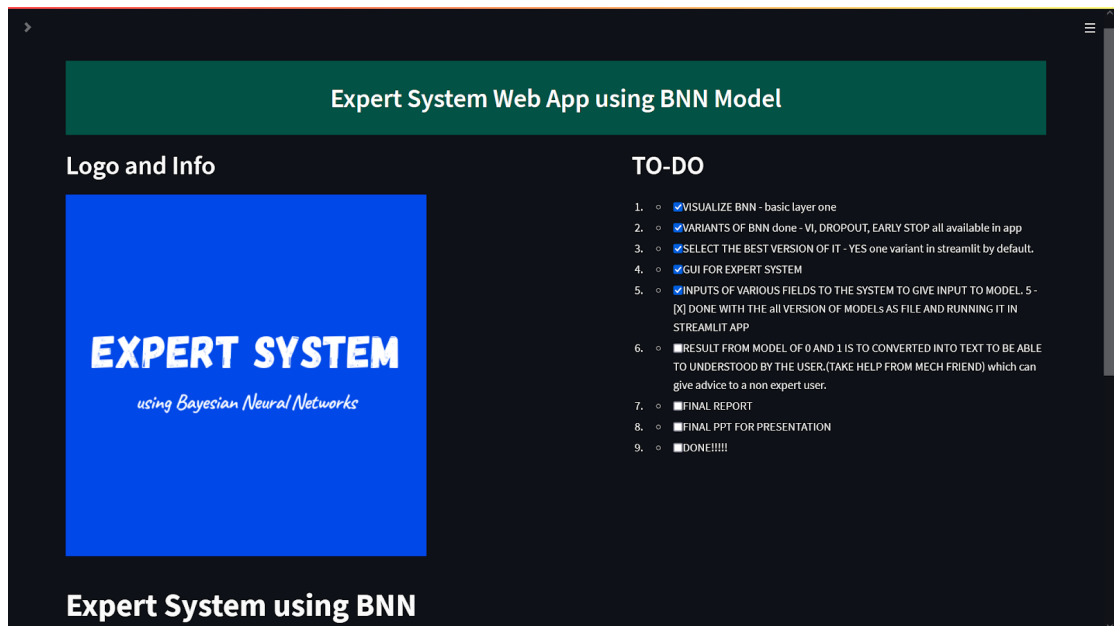 Expert System Web App using BNN Model
Logo and Info
EXPERT SYSTEM
using Bayesian Neural Networks
Expert System using BNN
TO-DO
1. VISUALIZE BNN - basic layer one
2. VARIANTS OF BNN done - VI, DROPOUT, EARLY STOP all available in app
3. SELECT THE BEST VERSION OF IT - YES one variant in streamlit by default.
4. GUI FOR EXPERT SYSTEM
5. INPUTS OF VARIOUS FIELDS TO THE SYSTEM TO GIVE INPUT TO MODEL. 5 -
[X] DONE WITH THE all VERSION OF MODELs AS FILE AND RUNNING IT IN
STREAMLIT APP
6. RESULT FROM MODEL OF 0 AND 1 IS TO CONVERTED INTO TEXT TO BE ABLE
TO UNDERSTOOD BY THE USER.(TAKE HELP FROM MECH FRIEND) which can
give advice to a non expert user.
7. FINAL REPORT
8. FINAL PPT FOR PRESENTATION
9. DONE!!!!!